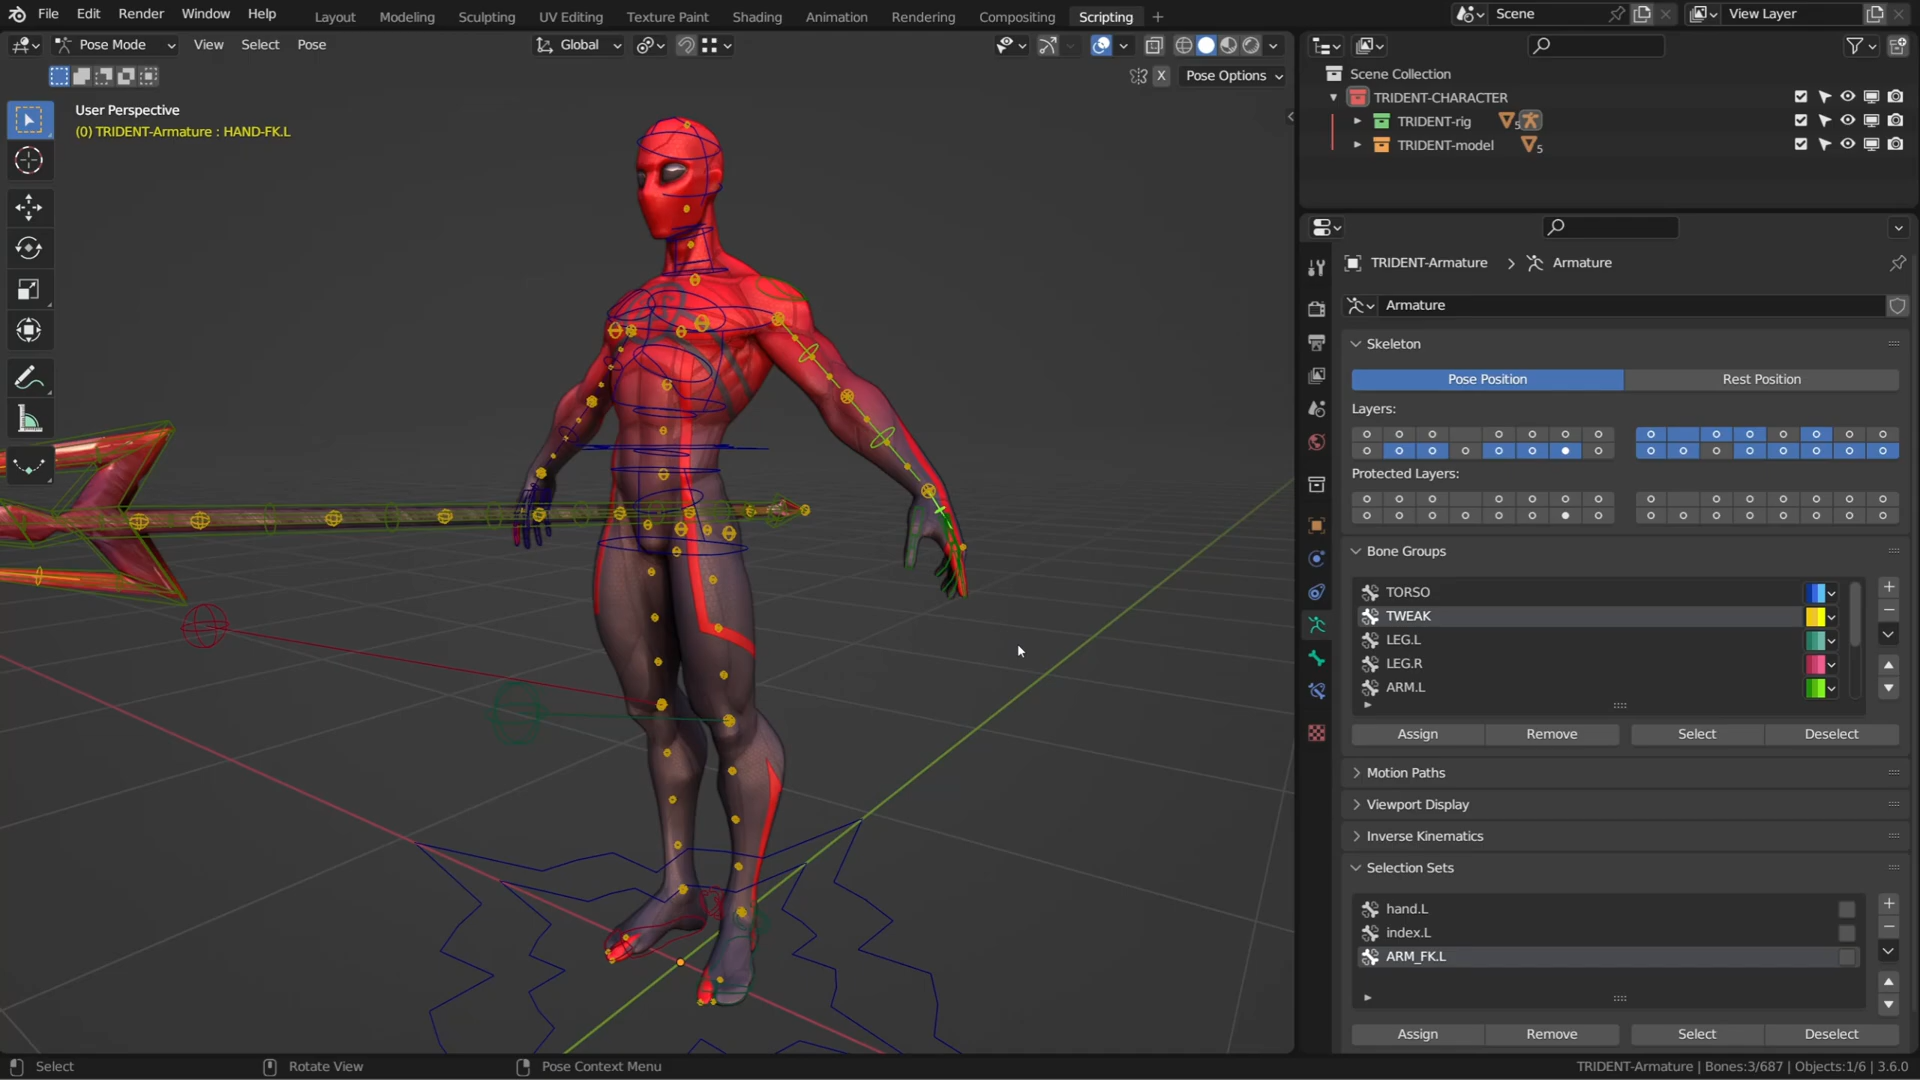 File Edit Render Window Help
Layout Modeling Sculpting UV Editing Texture Paint Shading Animation Rendering Compositing Scripting +
Scene
View Layer
Pose Mode View Select Pose
Global
X Pose Options
User Perspective
(0) TRIDENT-Armature : HAND-FK.L
Scene Collection
TRIDENT-CHARACTER
TRIDENT-rig 5
TRIDENT-model 5
TRIDENT-Armature > Armature
Armature
Skeleton
Pose Position Rest Position
Layers:
Protected Layers:
Bone Groups
TORSO
TWEAK
LEG.L
LEG.R
ARM.L
Assign Remove Select Deselect
Motion Paths
Viewport Display
Inverse Kinematics
Selection Sets
hand.L
index.L
ARM_FK.L
Assign Remove Select Deselect
Select Rotate View Pose Context Menu
TRIDENT-Armature | Bones:3/687 | Objects:1/6 | 3.6.0